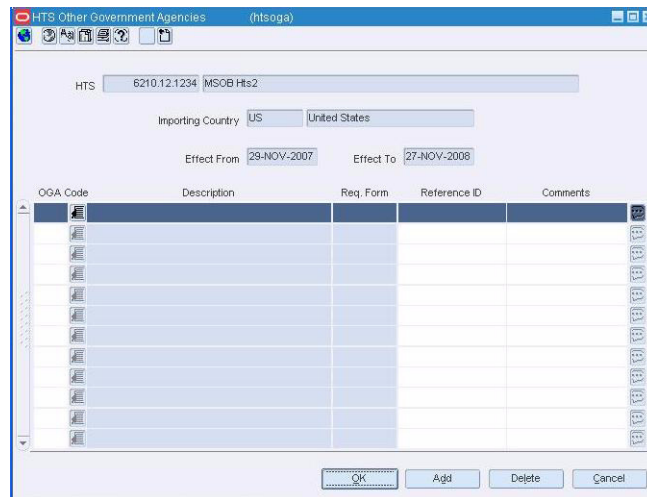 HTS Other Government Agencies (htsoga)
HTS 6210.12.1234 MSOB Hts2
Importing Country US United States
Effect From 29-NOV-2007 Effect To 27-NOV-2008
OGA Code Description Req. Form Reference ID Comments
OK Add Delete Cancel